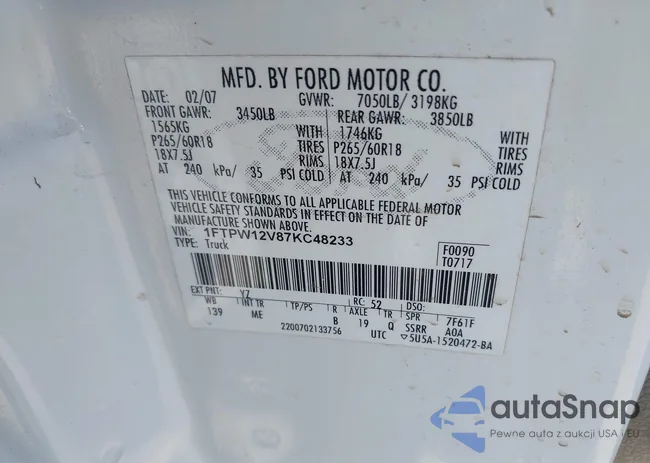 MFD. BY FORD MOTOR CO.
DATE: 02/07 GVWR: 7050LB/ 3198KG
FRONT GAWR: 3450LB REAR GAWR: 3850LB
1565KG WITH 1746KG WITH
P265/60R18 TIRES P265/60R18 TIRES
18X7.5J RIMS 18X7.5J RIMS
AT 240 kPa/ 35 PSI COLD AT 240 kPa/ 35 PSI COLD
THIS VEHICLE CONFORMS TO ALL APPLICABLE FEDERAL MOTOR
VEHICLE SAFETY STANDARDS IN EFFECT ON THE DATE OF
MANUFACTURE SHOWN ABOVE.
VIN: 1FTPW12V87KC48233 F0090
TYPE: Truck T0717
EXT PNT: YZ RC: 52 DSO:
WB INT TR TP/PS R AXLE TR SPR 7F61F
139 ME B 19 Q SSRR A0A
2200702133756 UTC ▽5U5A-1520472-BA
Ford
autoSnap
Pewne auta z aukcji USA i EU